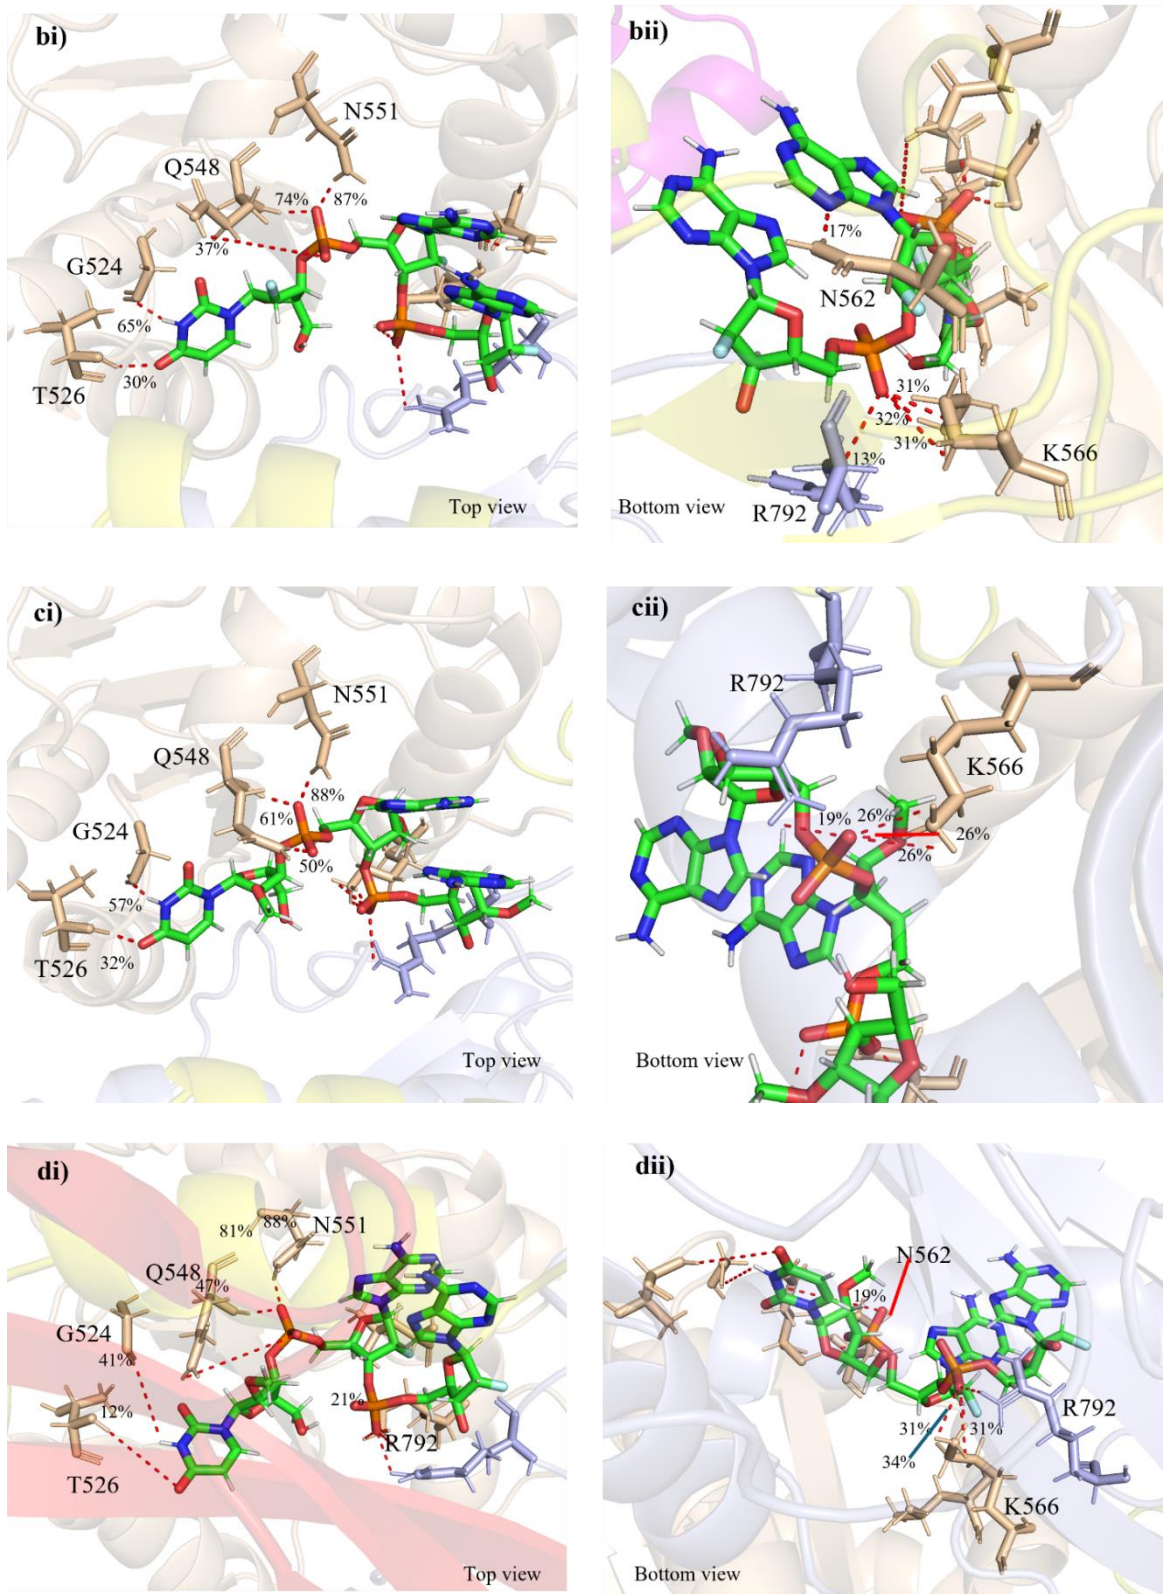 bi)
N551
Q548
74%
87%
37%
G524
65%
T526
30%
Top view
bii)
17%
N562
31%
32%
31%
13%
K566
R792
Bottom view
ci)
N551
Q548
88%
61%
G524
50%
57%
T526
32%
Top view
cii)
R792
K566
19%
26%
26%
26%
Bottom view
di)
81%
88%
N551
Q548
47%
G524
41%
12%
21%
R792
T526
Top view
dii)
N562
19%
31%
31%
R792
34%
K566
Bottom view